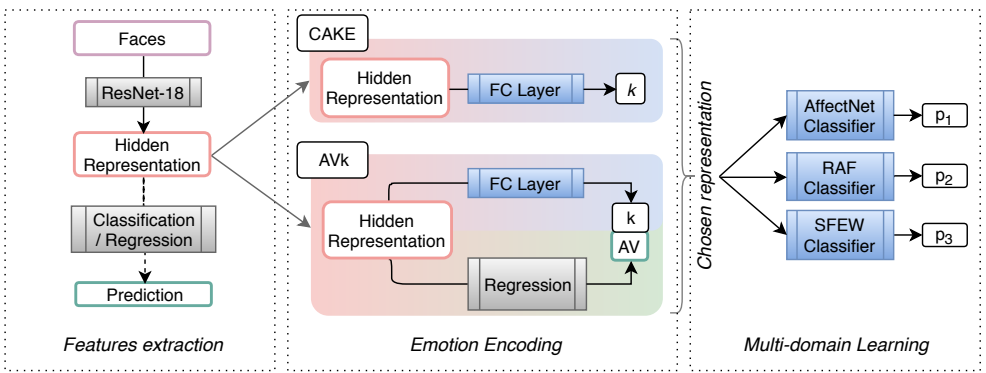 Faces
ResNet-18
Hidden
Representation
Classification
/ Regression
Prediction
Features extraction
CAKE
Hidden
Representation
FC Layer
k
AVk
Hidden
Representation
FC Layer
k
AV
Regression
Emotion Encoding
Chosen representation
AffectNet
Classifier
p1
RAF
Classifier
p2
SFEW
Classifier
p3
Multi-domain Learning